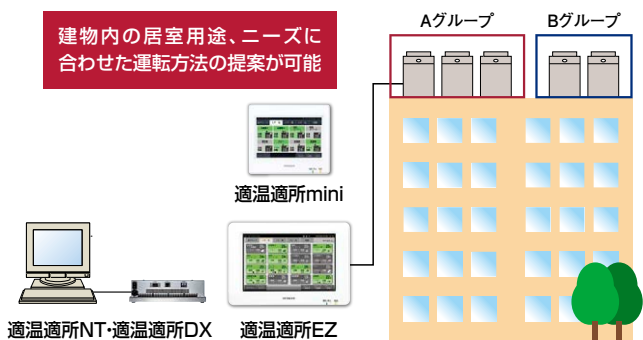 建物内の居室用途、ニーズに
合わせた運転方法の提案が可能
Aグループ
Bグループ
適温適所mini
適温適所NT・適温適所DX
適温適所EZ